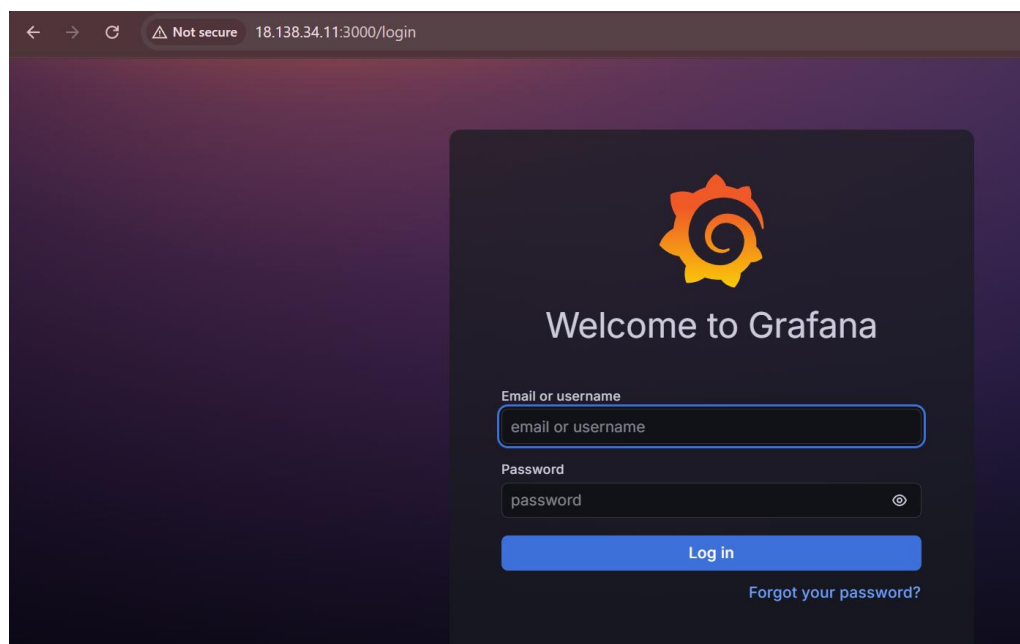 Not secure 18.138.34.11:3000/login
Welcome to Grafana
Email or username
email or username
Password
password
Log in
Forgot your password?